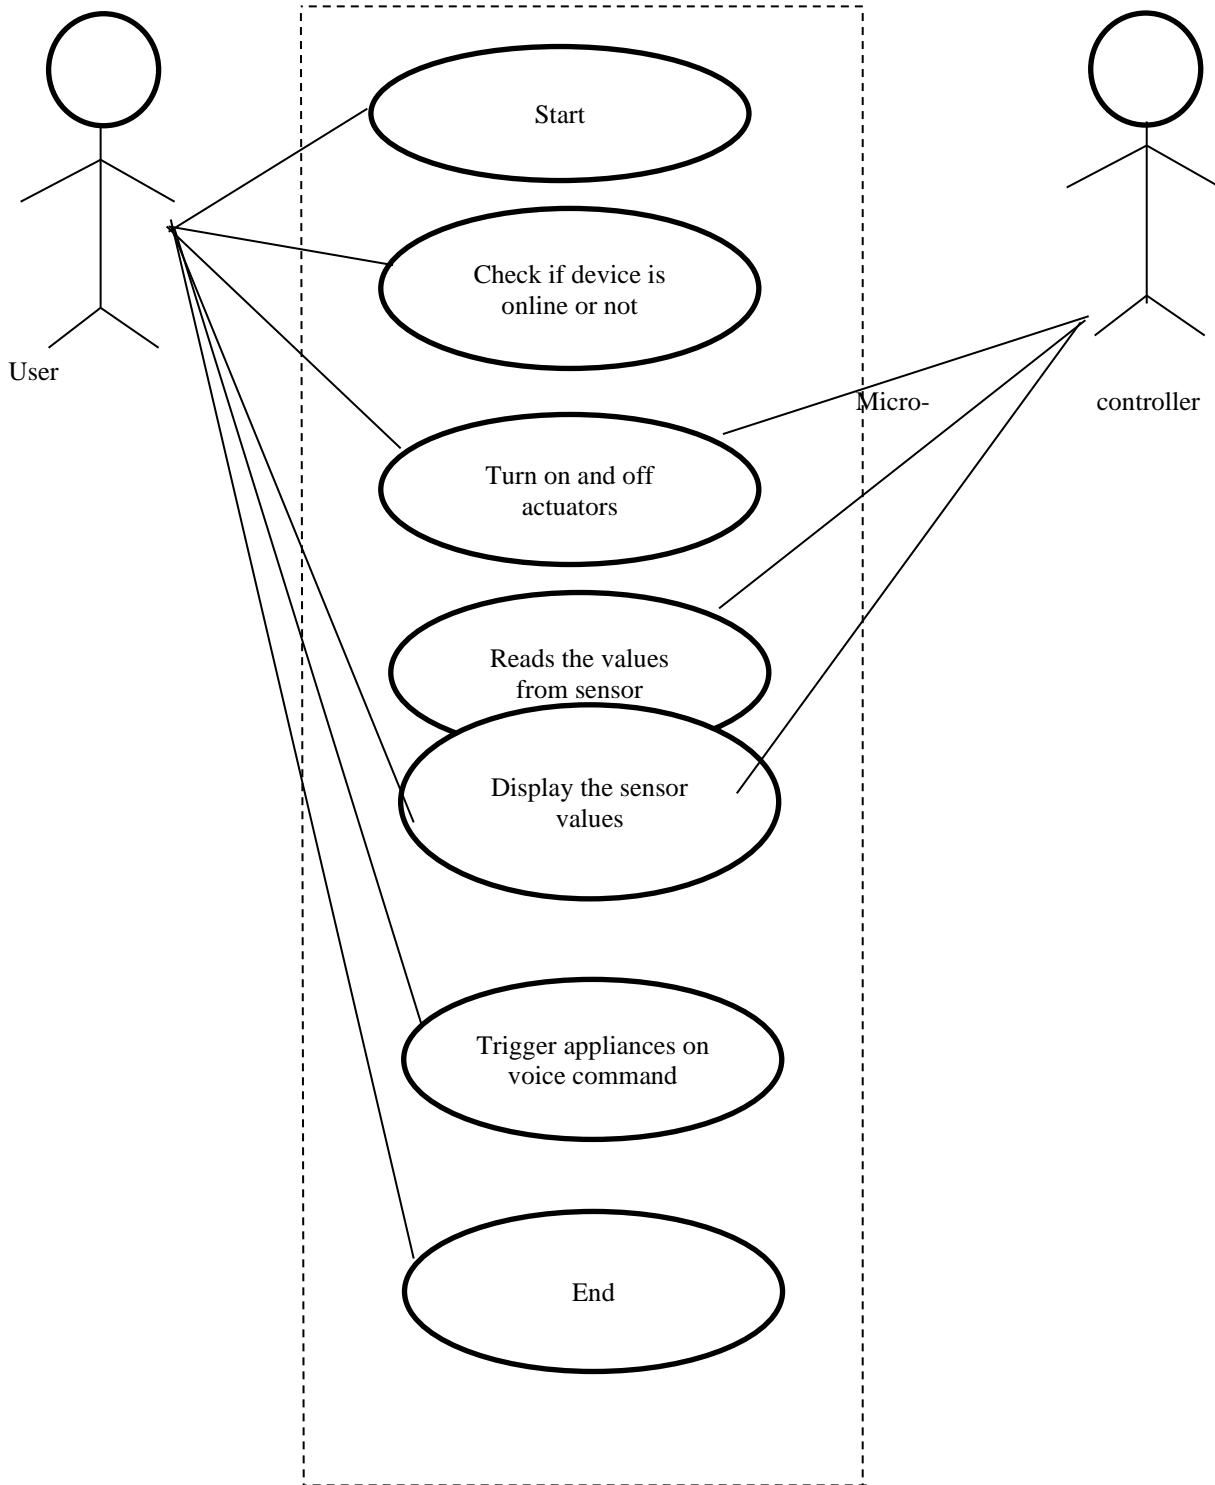 Start
Check if device is
online or not
User
Micro- controller
Turn on and off
actuators
Reads the values
from sensor
Display the sensor
values
Trigger appliances on
voice command
End